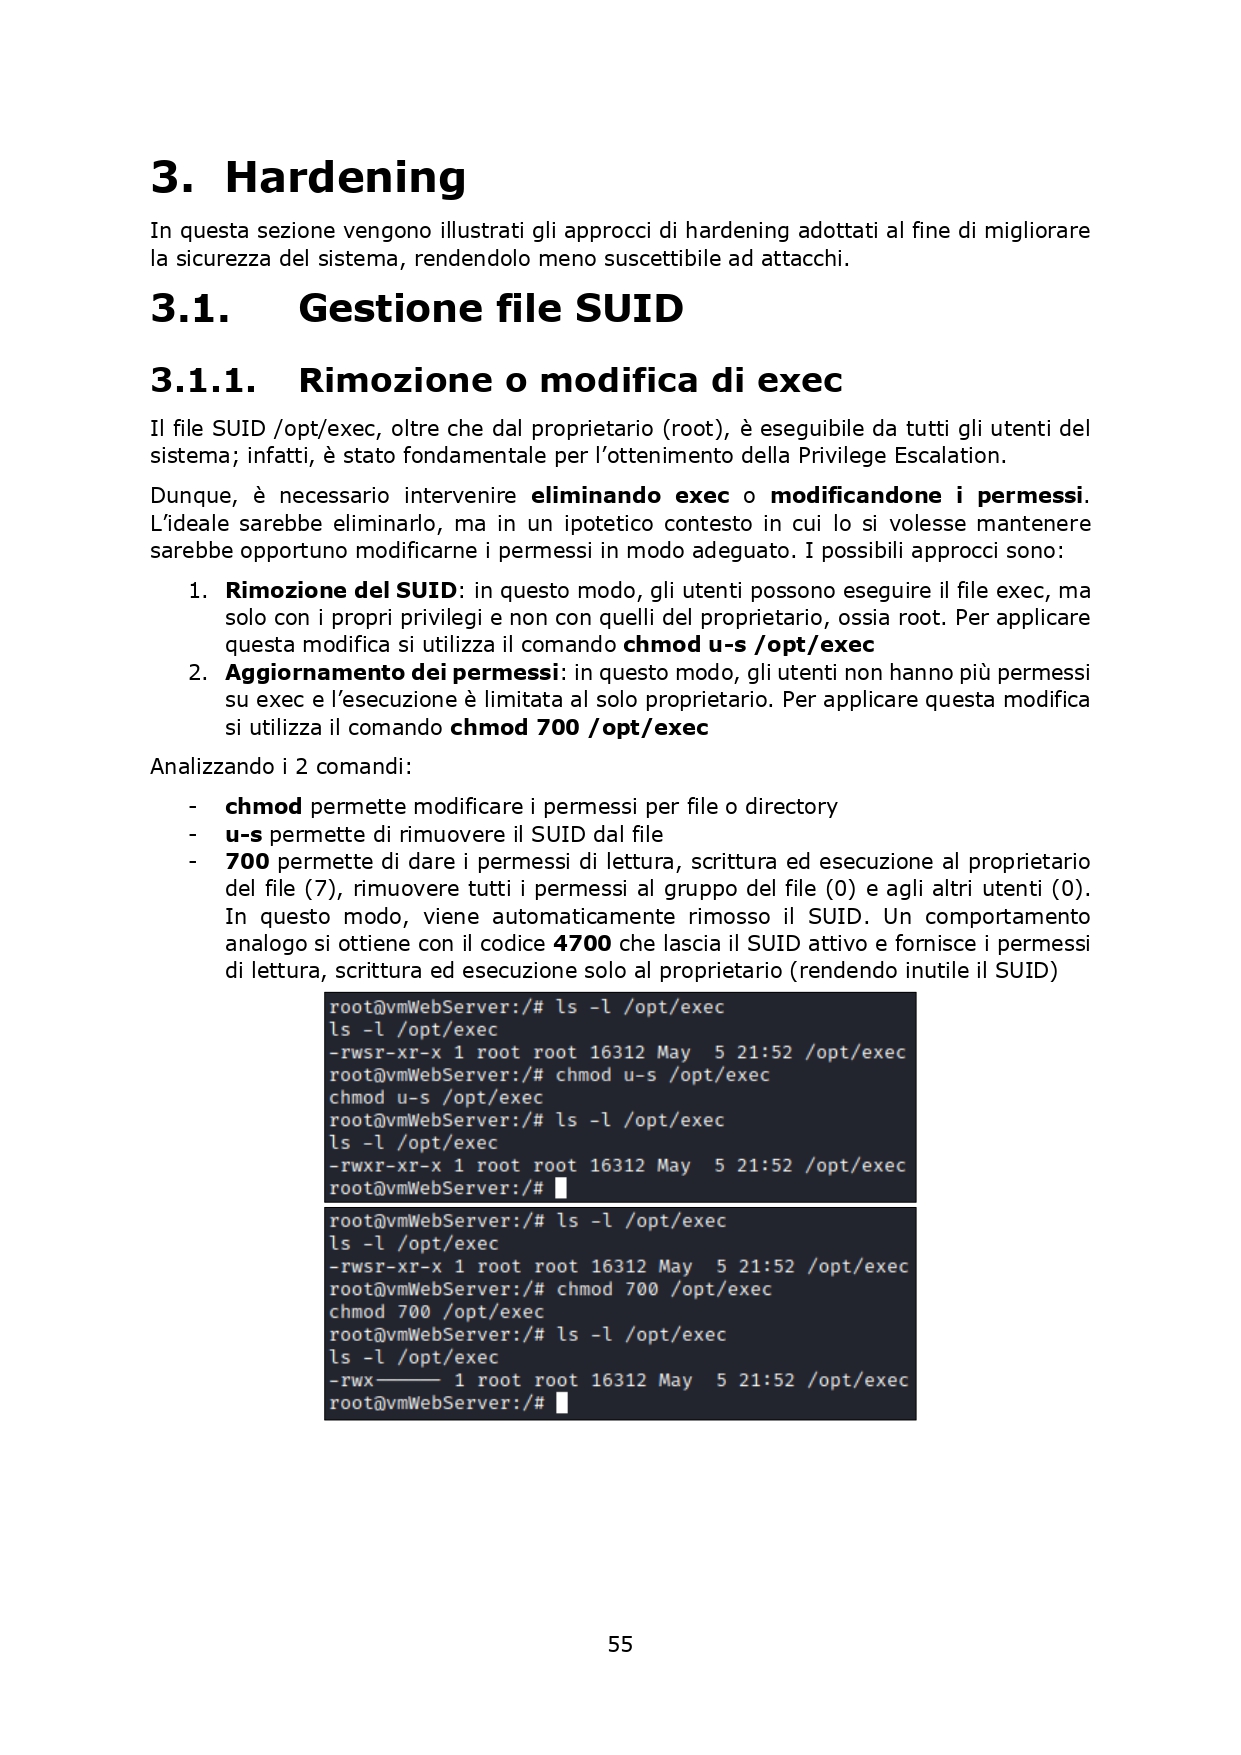 3. Hardening
In questa sezione vengono illustrati gli approcci di hardening adottati al fine di migliorare
la sicurezza del sistema, rendendolo meno suscettibile ad attacchi.
3.1. Gestione file SUID
3.1.1. Rimozione o modifica di exec
Il file SUID /opt/exec, oltre che dal proprietario (root), è eseguibile da tutti gli utenti del
sistema; infatti, è stato fondamentale per l’ottenimento della Privilege Escalation.
Dunque, è necessario intervenire eliminando exec o modificandone i permessi.
L’ideale sarebbe eliminarlo, ma in un ipotetico contesto in cui lo si volesse mantenere
sarebbe opportuno modificarne i permessi in modo adeguato. I possibili approcci sono:
1. Rimozione del SUID: in questo modo, gli utenti possono eseguire il file exec, ma
solo con i propri privilegi e non con quelli del proprietario, ossia root. Per applicare
questa modifica si utilizza il comando chmod u-s /opt/exec
2. Aggiornamento dei permessi: in questo modo, gli utenti non hanno più permessi
su exec e l’esecuzione è limitata al solo proprietario. Per applicare questa modifica
si utilizza il comando chmod 700 /opt/exec
Analizzando i 2 comandi:
- chmod permette modificare i permessi per file o directory
- u-s permette di rimuovere il SUID dal file
- 700 permette di dare i permessi di lettura, scrittura ed esecuzione al proprietario
del file (7), rimuovere tutti i permessi al gruppo del file (0) e agli altri utenti (0).
In questo modo, viene automaticamente rimosso il SUID. Un comportamento
analogo si ottiene con il codice 4700 che lascia il SUID attivo e fornisce i permessi
di lettura, scrittura ed esecuzione solo al proprietario (rendendo inutile il SUID)
root@vmWebServer:/# ls -l /opt/exec
ls -l /opt/exec
-rwsr-xr-x 1 root root 16312 May  5 21:52 /opt/exec
root@vmWebServer:/# chmod u-s /opt/exec
chmod u-s /opt/exec
root@vmWebServer:/# ls -l /opt/exec
ls -l /opt/exec
-rwxr-xr-x 1 root root 16312 May  5 21:52 /opt/exec
root@vmWebServer:/#
root@vmWebServer:/# ls -l /opt/exec
ls -l /opt/exec
-rwsr-xr-x 1 root root 16312 May  5 21:52 /opt/exec
root@vmWebServer:/# chmod 700 /opt/exec
chmod 700 /opt/exec
root@vmWebServer:/# ls -l /opt/exec
ls -l /opt/exec
-rwx------ 1 root root 16312 May  5 21:52 /opt/exec
root@vmWebServer:/#
55